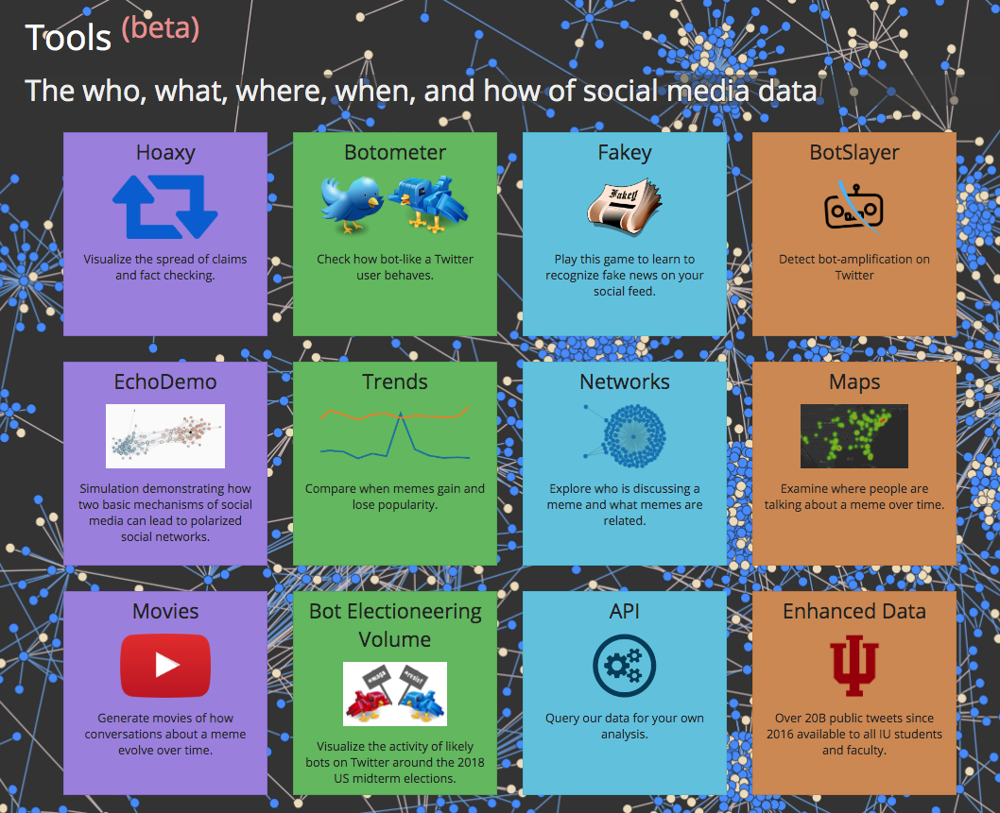 Tools (beta)
The who, what, where, when, and how of social media data
Hoaxy
Visualize the spread of claims
and fact checking.
Botometer
Check how bot-like a Twitter
user behaves.
Fakey
Fakey
Play this game to learn to
recognize fake news on your
social feed.
BotSlayer
Detect bot-amplification on
Twitter
EchoDemo
Simulation demonstrating how
two basic mechanisms of social
media can lead to polarized
social networks.
Trends
Compare when memes gain and
lose popularity.
Networks
Explore who is discussing a
meme and what memes are
related.
Maps
Examine where people are
talking about a meme over time.
Movies
Generate movies of how
conversations about a meme
evolve over time.
Bot Electioneering
Volume
#maga
#resist
Visualize the activity of likely
bots on Twitter around the 2018
US midterm elections.
API
Query our data for your own
analysis.
Enhanced Data
Over 20B public tweets since
2016 available to all IU students
and faculty.